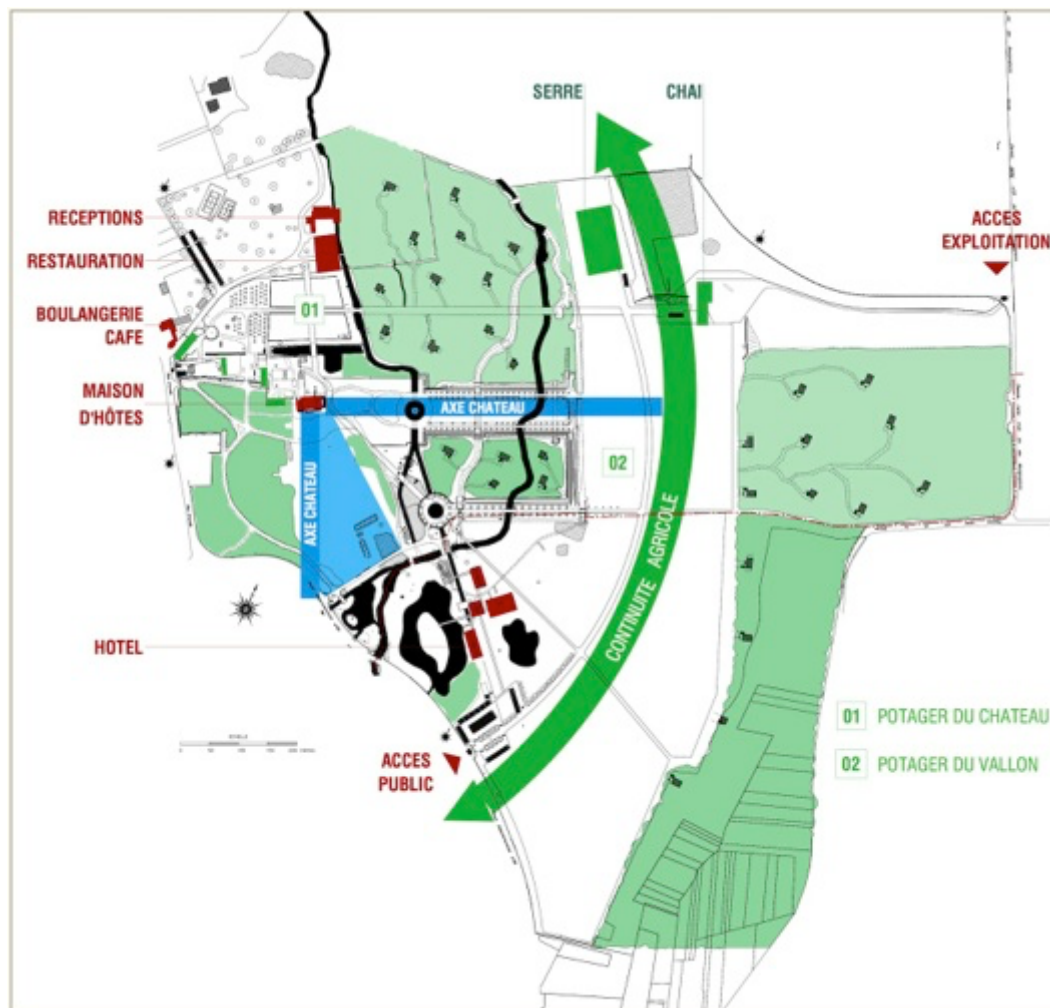 SERRE
CHAI
RECEPTIONS
ACCES
EXPLOITATION
RESTAURATION
BOULANGERIE
CAFE
01
MAISON
D'HÔTES
AXE CHATEAU
AXE CHATEAU
02
CONTINUITE AGRICOLE
HOTEL
ACCES
PUBLIC
01 POTAGER DU CHATEAU
02 POTAGER DU VALLON